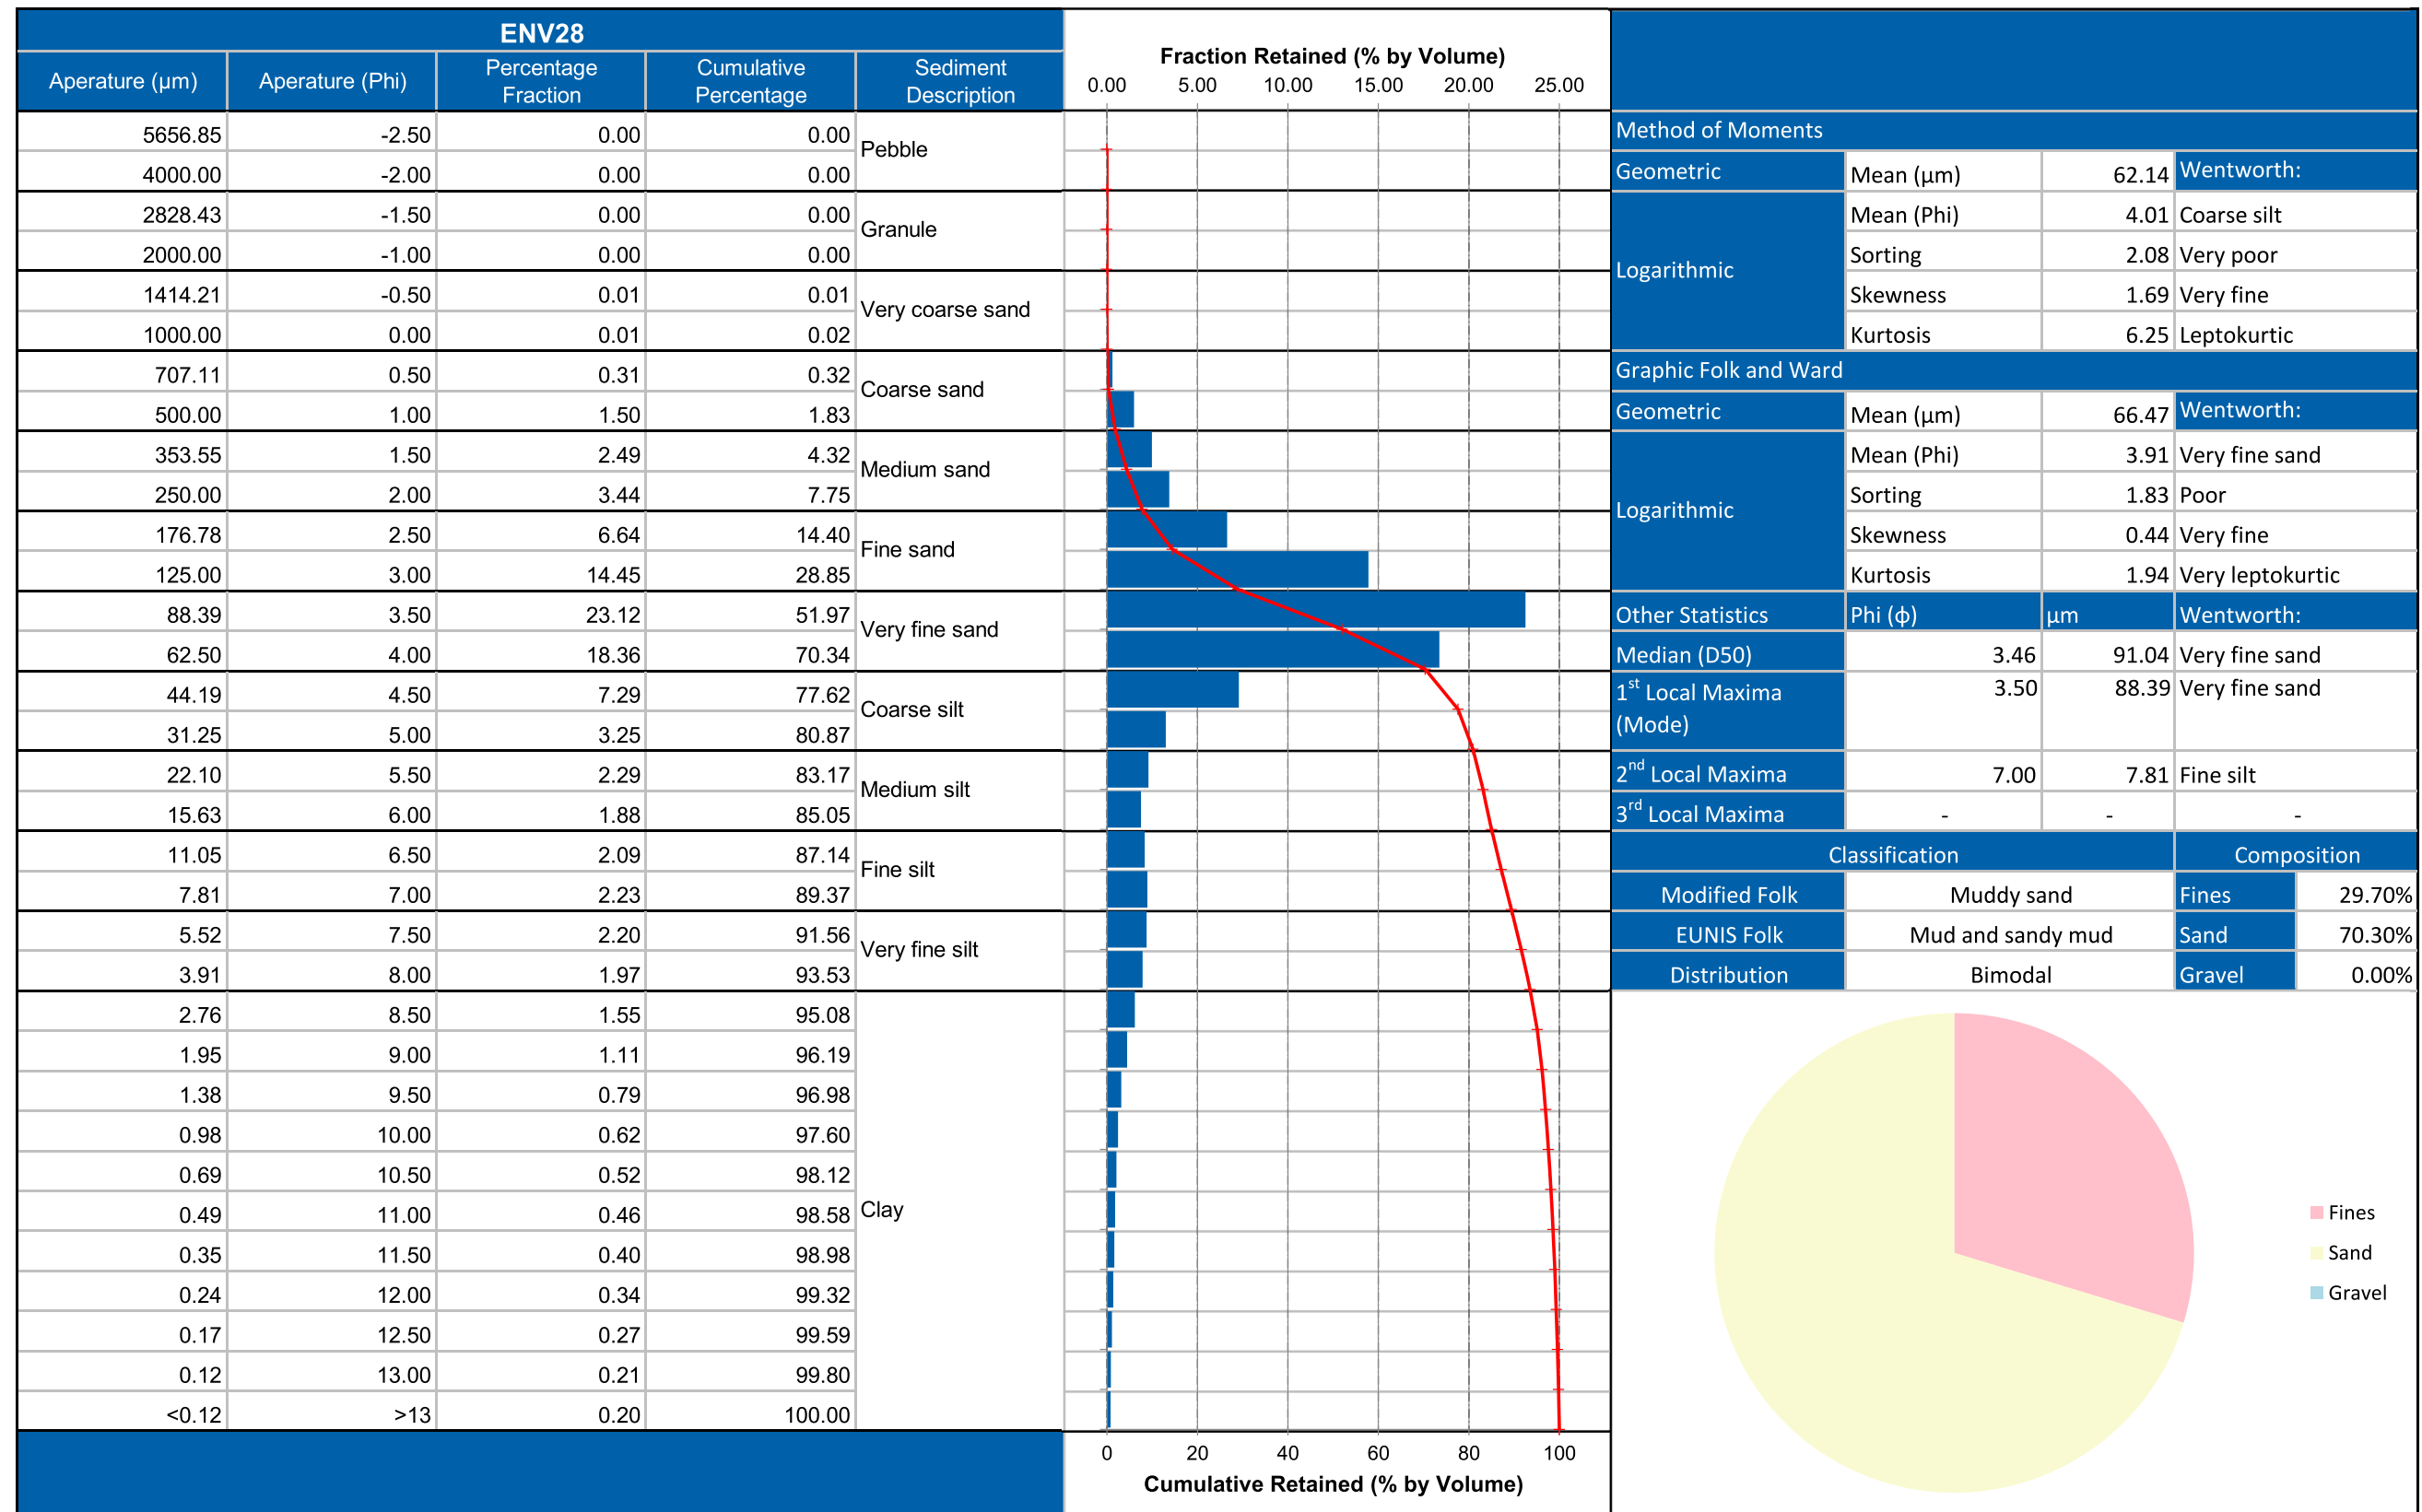 ENV28
Aperature (µm) Aperature (Phi) Percentage Fraction Cumulative Percentage Sediment Description
5656.85 -2.50 0.00 0.00 Pebble
4000.00 -2.00 0.00 0.00
2828.43 -1.50 0.00 0.00 Granule
2000.00 -1.00 0.00 0.00
1414.21 -0.50 0.01 0.01 Very coarse sand
1000.00 0.00 0.01 0.02
707.11 0.50 0.31 0.32 Coarse sand
500.00 1.00 1.50 1.83
353.55 1.50 2.49 4.32 Medium sand
250.00 2.00 3.44 7.75
176.78 2.50 6.64 14.40 Fine sand
125.00 3.00 14.45 28.85
88.39 3.50 23.12 51.97 Very fine sand
62.50 4.00 18.36 70.34
44.19 4.50 7.29 77.62 Coarse silt
31.25 5.00 3.25 80.87
22.10 5.50 2.29 83.17 Medium silt
15.63 6.00 1.88 85.05
11.05 6.50 2.09 87.14 Fine silt
7.81 7.00 2.23 89.37
5.52 7.50 2.20 91.56 Very fine silt
3.91 8.00 1.97 93.53
2.76 8.50 1.55 95.08
1.95 9.00 1.11 96.19
1.38 9.50 0.79 96.98
0.98 10.00 0.62 97.60
0.69 10.50 0.52 98.12
0.49 11.00 0.46 98.58 Clay
0.35 11.50 0.40 98.98
0.24 12.00 0.34 99.32
0.17 12.50 0.27 99.59
0.12 13.00 0.21 99.80
<0.12 >13 0.20 100.00
Fraction Retained (% by Volume)
0.00 5.00 10.00 15.00 20.00 25.00
0 20 40 60 80 100
Cumulative Retained (% by Volume)
Method of Moments
Geometric Mean (µm) 62.14 Wentworth:
Logarithmic
Mean (Phi) 4.01 Coarse silt
Sorting 2.08 Very poor
Skewness 1.69 Very fine
Kurtosis 6.25 Leptokurtic
Graphic Folk and Ward
Geometric Mean (µm) 66.47 Wentworth:
Logarithmic
Mean (Phi) 3.91 Very fine sand
Sorting 1.83 Poor
Skewness 0.44 Very fine
Kurtosis 1.94 Very leptokurtic
Other Statistics Phi (ϕ) µm Wentworth:
Median (D50) 3.46 91.04 Very fine sand
1st Local Maxima 3.50 88.39 Very fine sand
(Mode)
2nd Local Maxima 7.00 7.81 Fine silt
3rd Local Maxima - - -
Classification Composition
Modified Folk Muddy sand Fines 29.70%
EUNIS Folk Mud and sandy mud Sand 70.30%
Distribution Bimodal Gravel 0.00%
Fines
Sand
Gravel